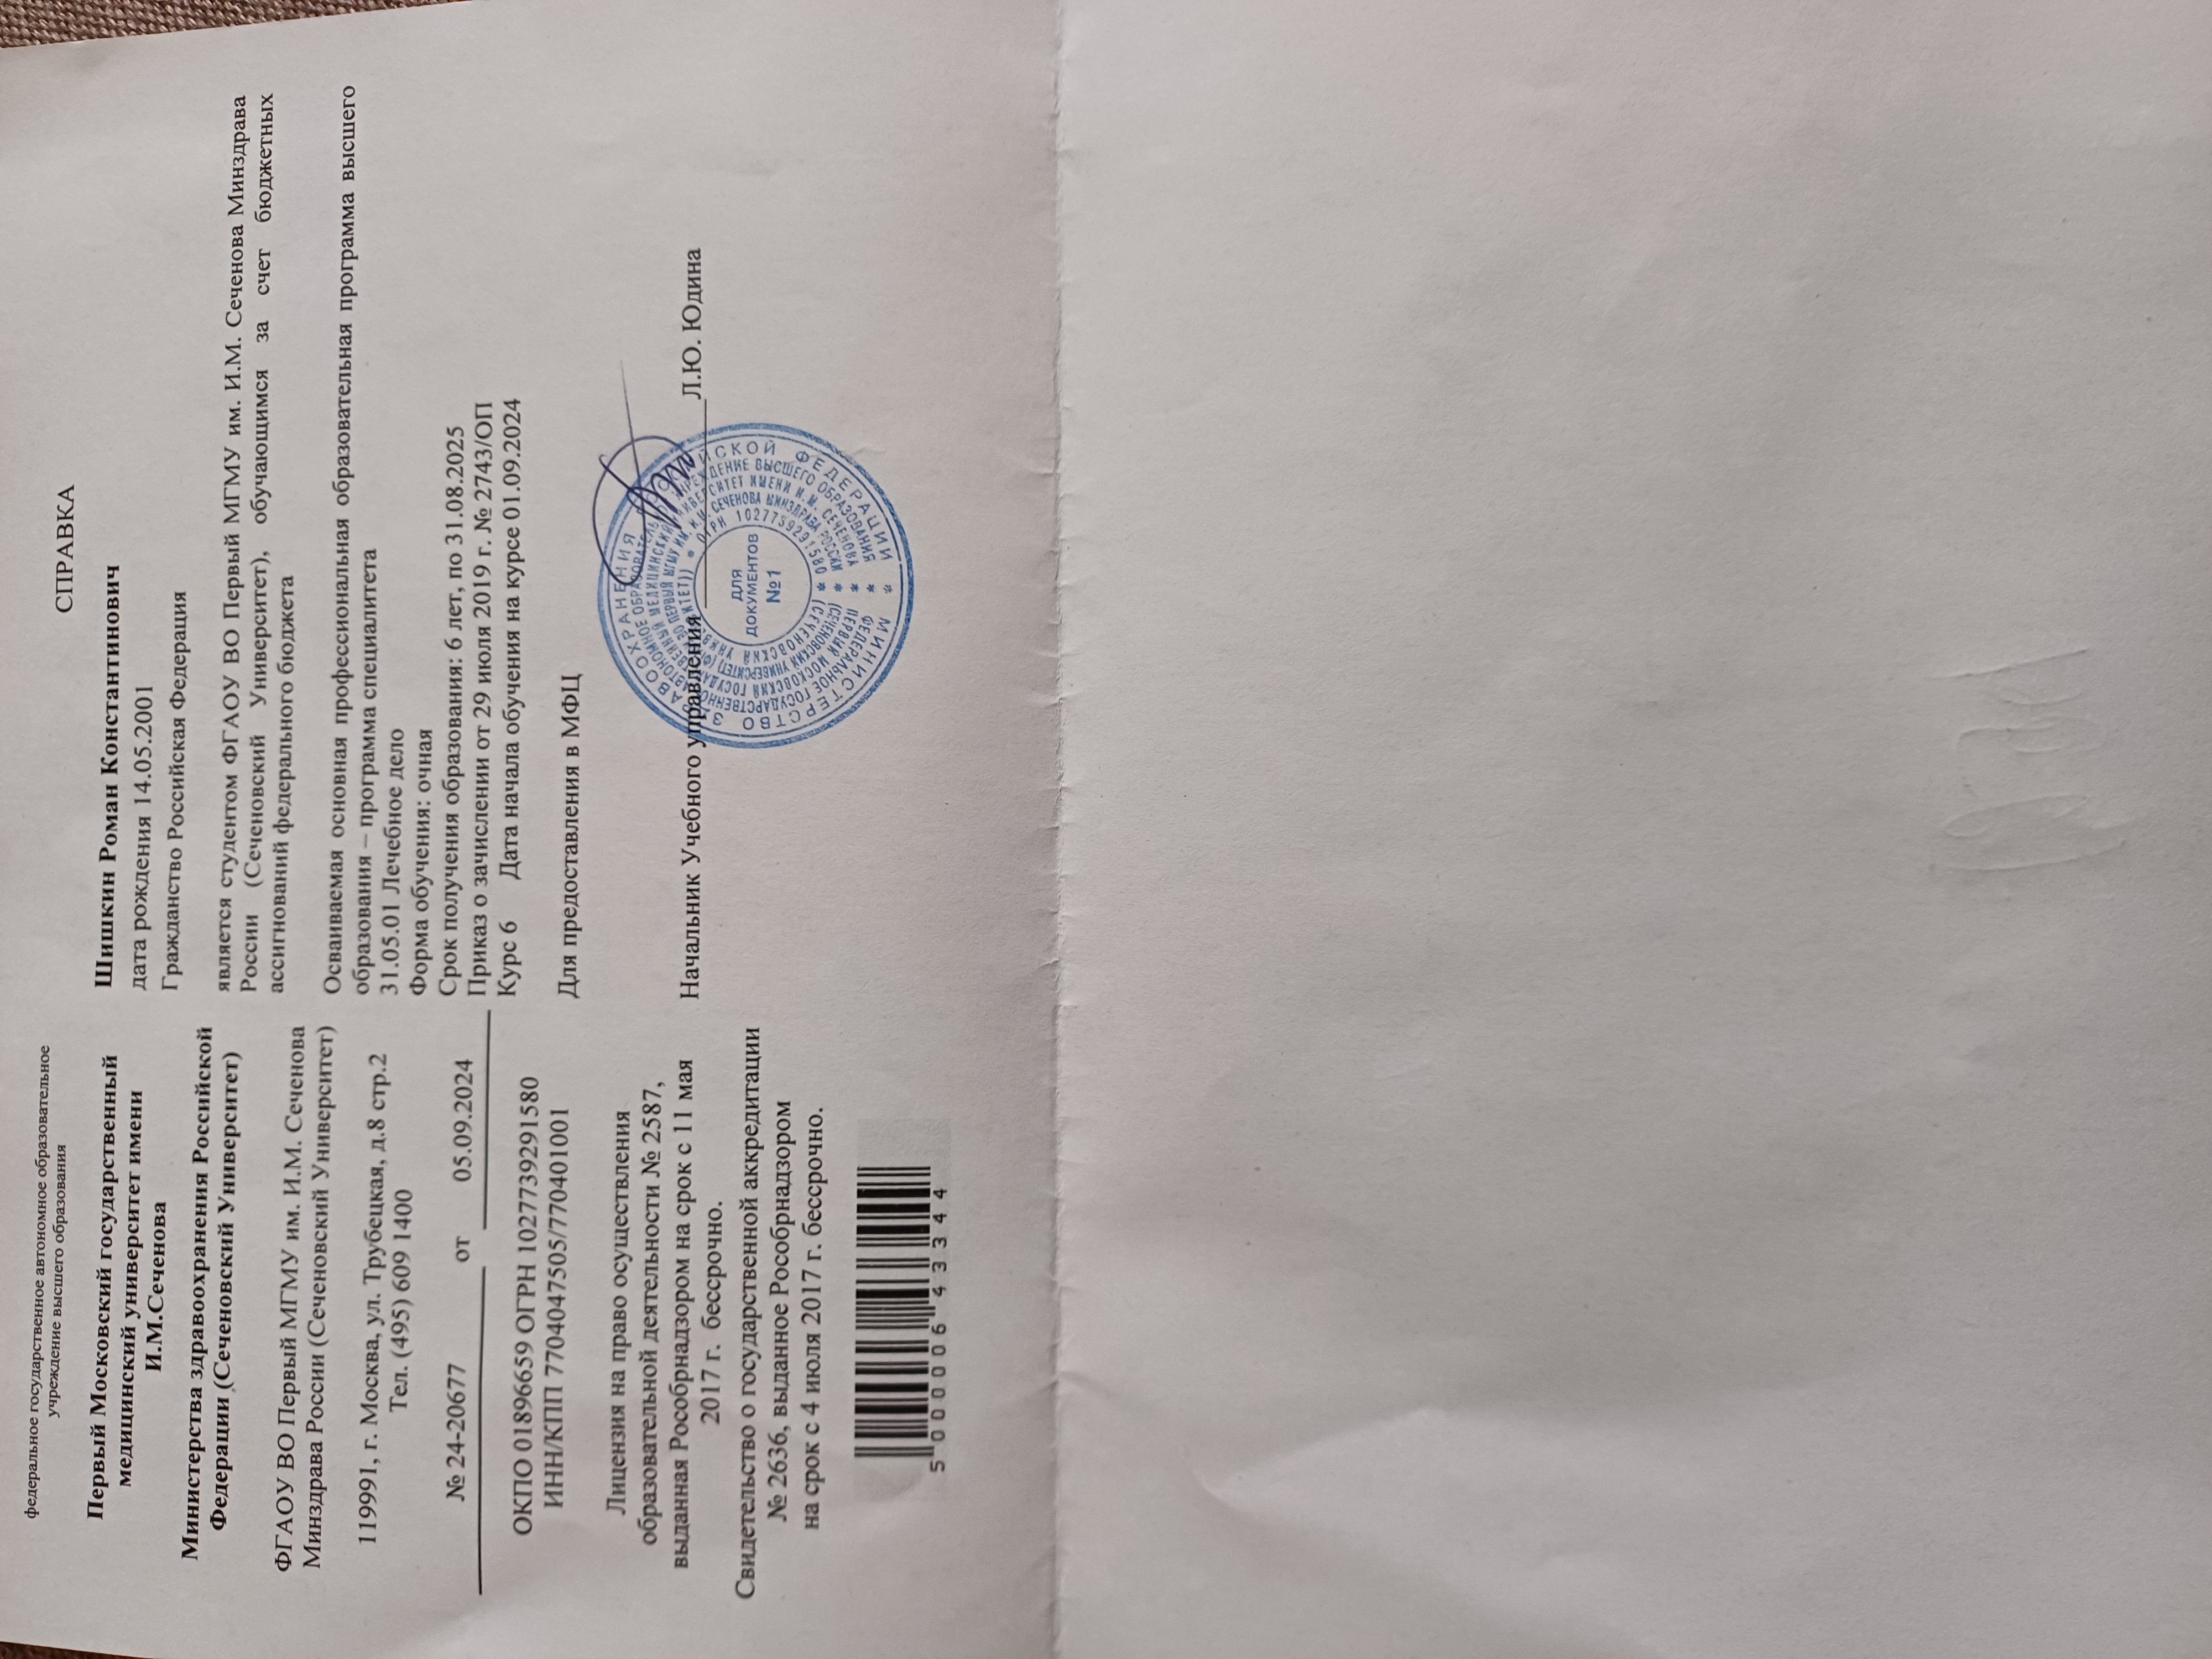 федеральное государственное автономное образовательное
учреждение высшего образования
Первый Московский государственный
медицинский университет имени
И.М.Сеченова
Министерства здравоохранения Российской
Федерации (Сеченовский Университет)
ФГАОУ ВО Первый МГМУ им. И.М. Сеченова
Минздрава России (Сеченовский Университет)
119991, г. Москва, ул. Трубецкая, д.8 стр.2
Тел. (495) 609 1400
№ 24-20677 от 05.09.2024
ОКПО 01896659 ОГРН 1027739291580
ИНН/КПП 7704047505/770401001
Лицензия на право осуществления
образовательной деятельности № 2587,
выданная Рособрнадзором на срок с 11 мая
2017 г. бессрочно.
Свидетельство о государственной аккредитации
№ 2636, выданное Рособрнадзором
на срок с 4 июля 2017 г. бессрочно.
5 000006 433344
СПРАВКА
Шишкин Роман Константинович
дата рождения 14.05.2001
Гражданство Российская Федерация
является студентом ФГАОУ ВО Первый МГМУ им. И.М. Сеченова Минздрава
России (Сеченовский Университет), обучающимся за счет бюджетных
ассигнований федерального бюджета
Осваиваемая основная профессиональная образовательная программа высшего
образования – программа специалитета
31.05.01 Лечебное дело
Форма обучения: очная
Срок получения образования: 6 лет, по 31.08.2025
Приказ о зачислении от 29 июля 2019 г. № 2743/ОП
Курс 6 Дата начала обучения на курсе 01.09.2024
Для предоставления в МФЦ
Начальник Учебного управления Л.Ю. Юдина
ДЛЯ
ДОКУМЕНТОВ
№1